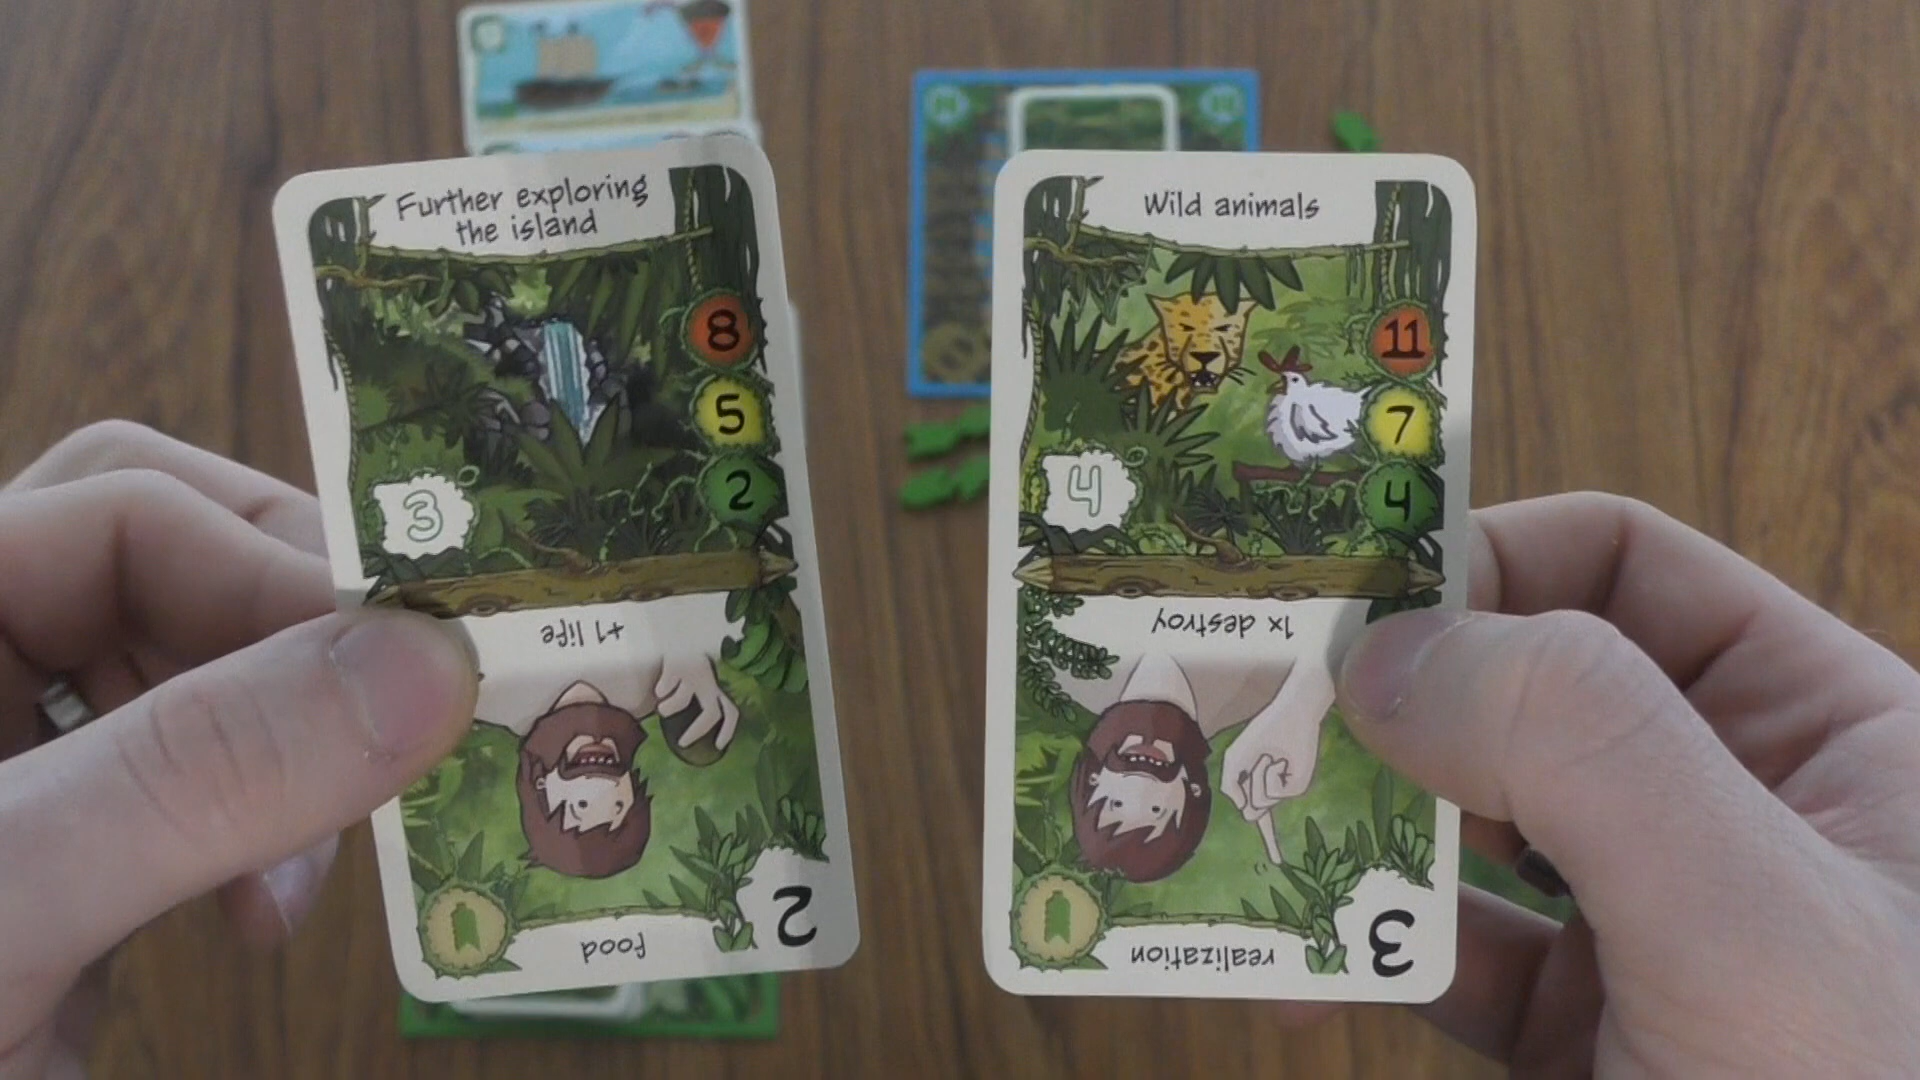 Further exploring
the island
8
5
3
2
+1 life
2
food
Wild animals
11
7
4
4
1x destroy
3
realization